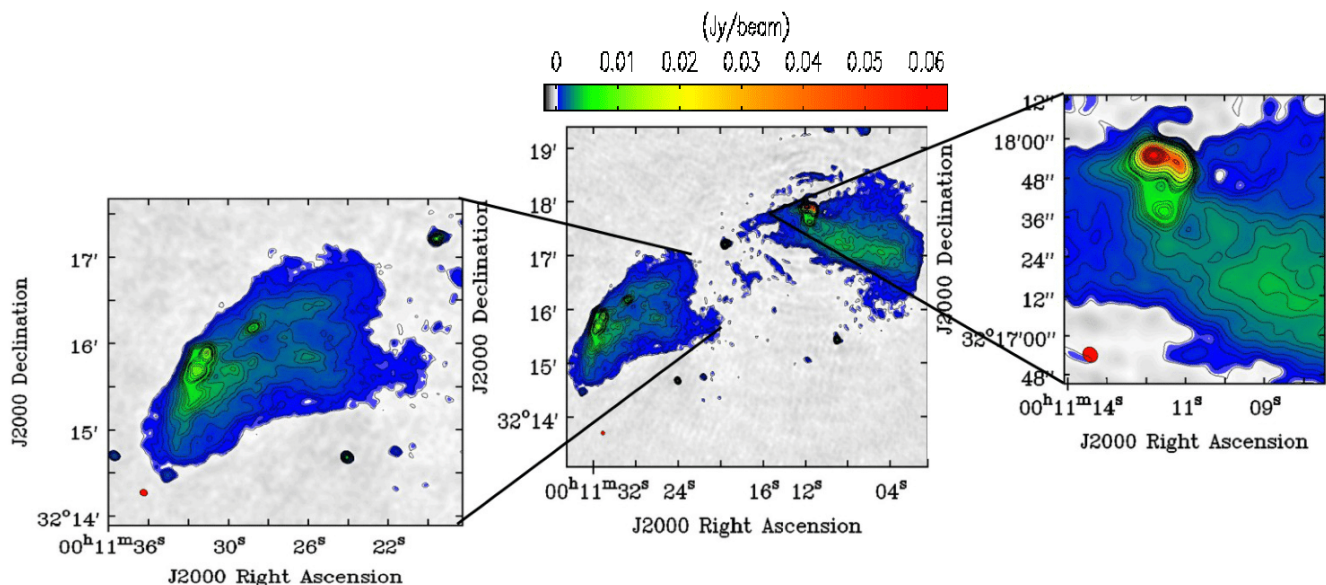 (Jy/beam)
0 0.01 0.02 0.03 0.04 0.05 0.06
17'
16'
15'
32°14'
00ʰ11ᵐ36ˢ 30ˢ 26ˢ 22ˢ
J2000 Declination
J2000 Right Ascension
19'
18'
17'
16'
15'
32°14'
00ʰ11ᵐ32ˢ 24ˢ 16ˢ 12ˢ 04ˢ
J2000 Declination
J2000 Right Ascension
12"
18'00"
48"
36"
24"
12"
32°17'00"
48"
00ʰ11ᵐ14ˢ 11ˢ 09ˢ
J2000 Declination
J2000 Right Ascension